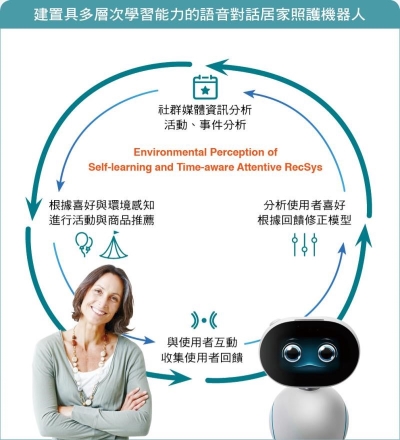 建置具多層次學習能力的語音對話居家照護機器人
社群媒體資訊分析
活動、事件分析
Environmental Perception of
Self-learning and Time-aware Attentive RecSys
根據喜好與環境感知
進行活動與商品推薦
分析使用者喜好
根據回饋修正模型
與使用者互動
收集使用者回饋